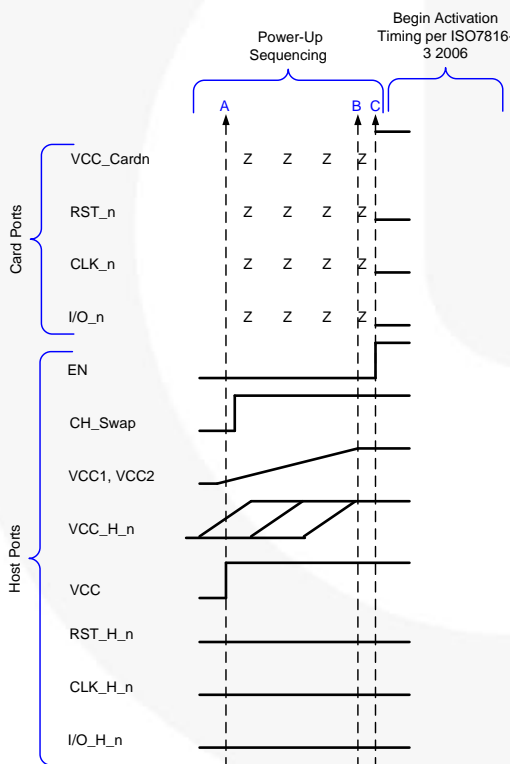 Begin Activation
Timing per ISO7816-
3 2006
Power-Up
Sequencing
A
B
C
Card Ports
VCC_Cardn
Z Z Z Z
RST_n
Z Z Z Z
CLK_n
Z Z Z Z
I/O_n
Z Z Z Z
Host Ports
EN
CH_Swap
VCC1, VCC2
VCC_H_n
VCC
RST_H_n
CLK_H_n
I/O_H_n